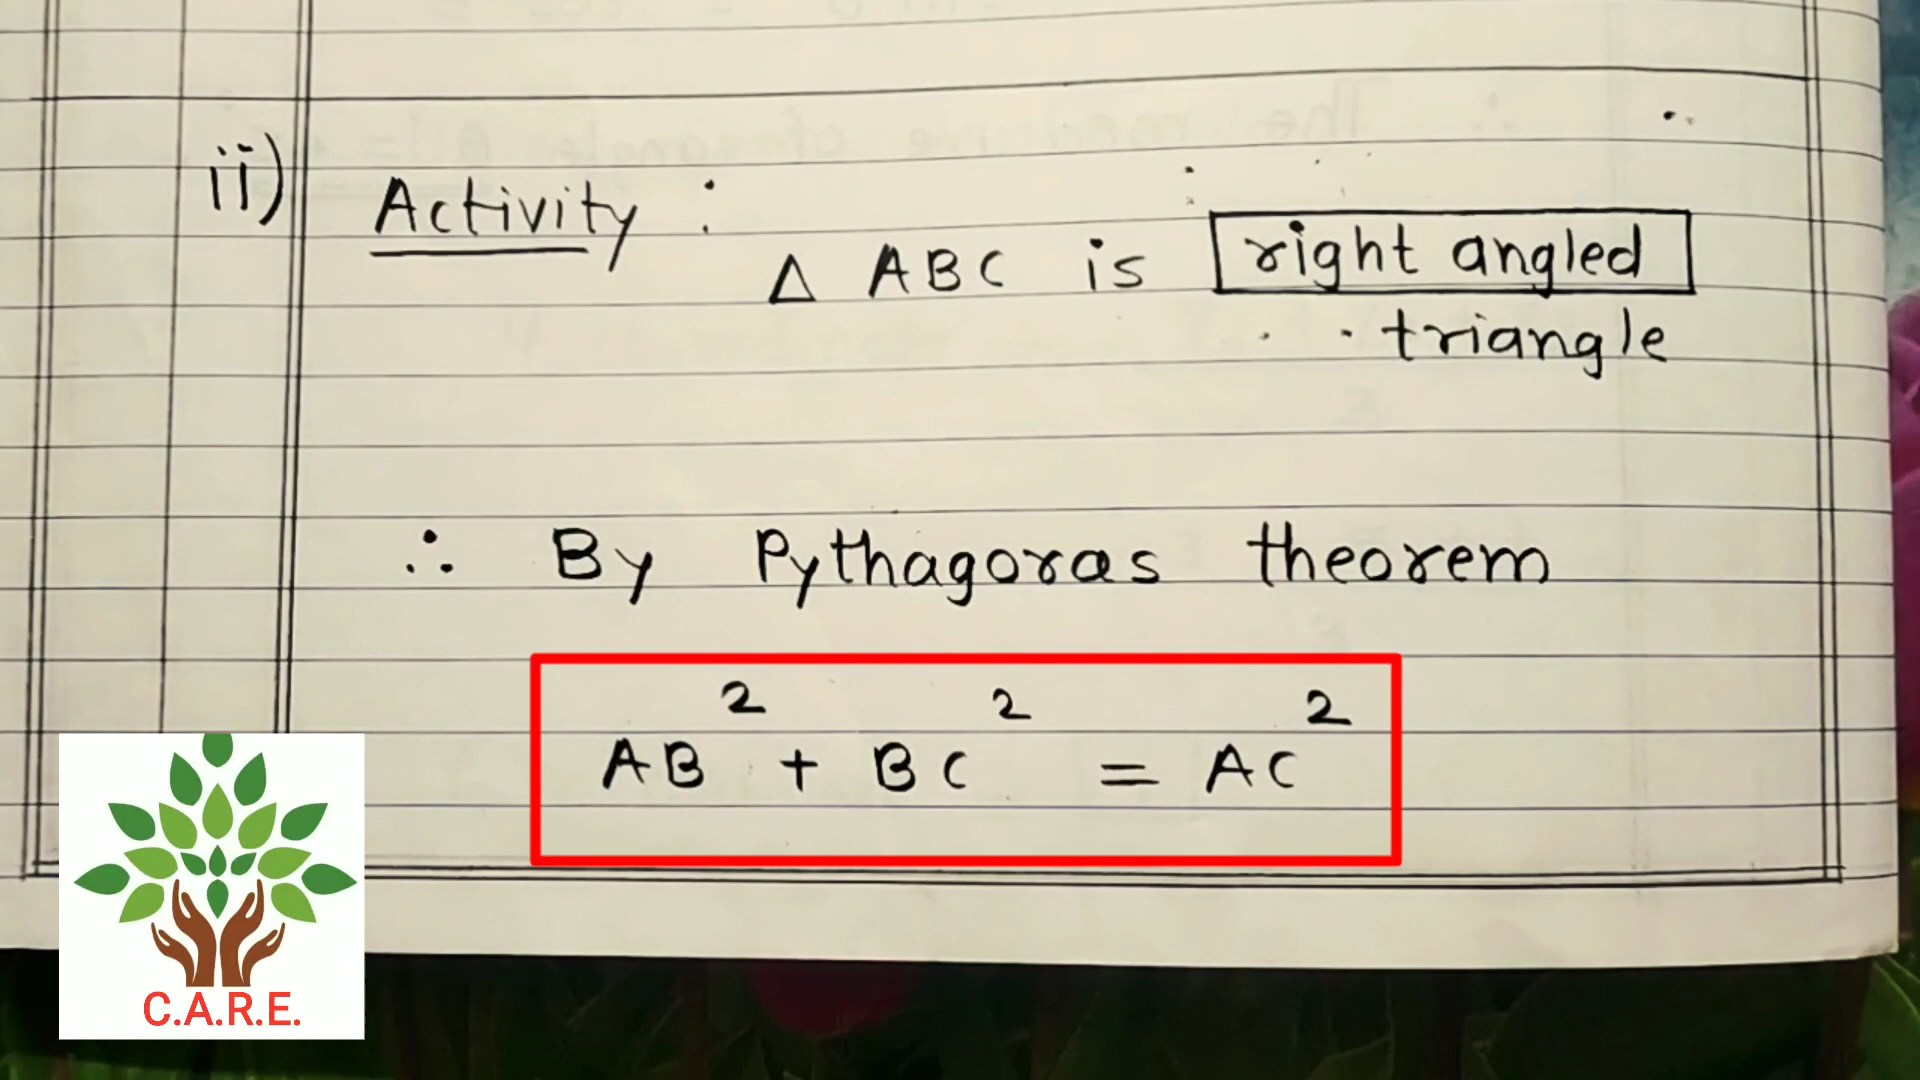 ii) Activity : Δ ABC is right angled
triangle
∴ By Pythagoras theorem
AB² + BC² = AC²
C.A.R.E.